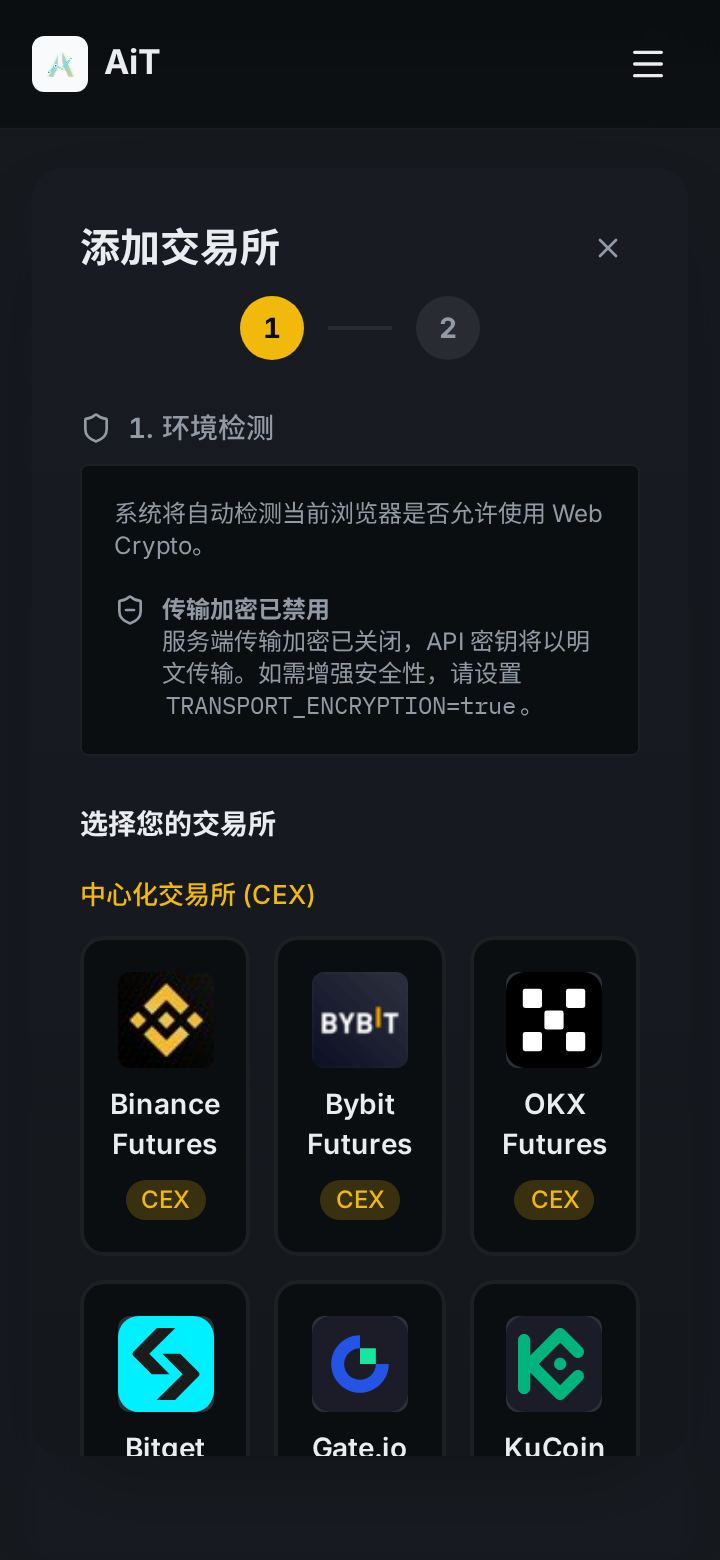 AiT
添加交易所
1
2
1. 环境检测
系统将自动检测当前浏览器是否允许使用 Web
Crypto。
传输加密已禁用
服务端传输加密已关闭，API 密钥将以明
文传输。如需增强安全性，请设置
TRANSPORT_ENCRYPTION=true。
选择您的交易所
中心化交易所 (CEX)
BYBIT
Binance
Futures
CEX
Bybit
Futures
CEX
OKX
Futures
CEX
Bitget
Gate.io
KuCoin